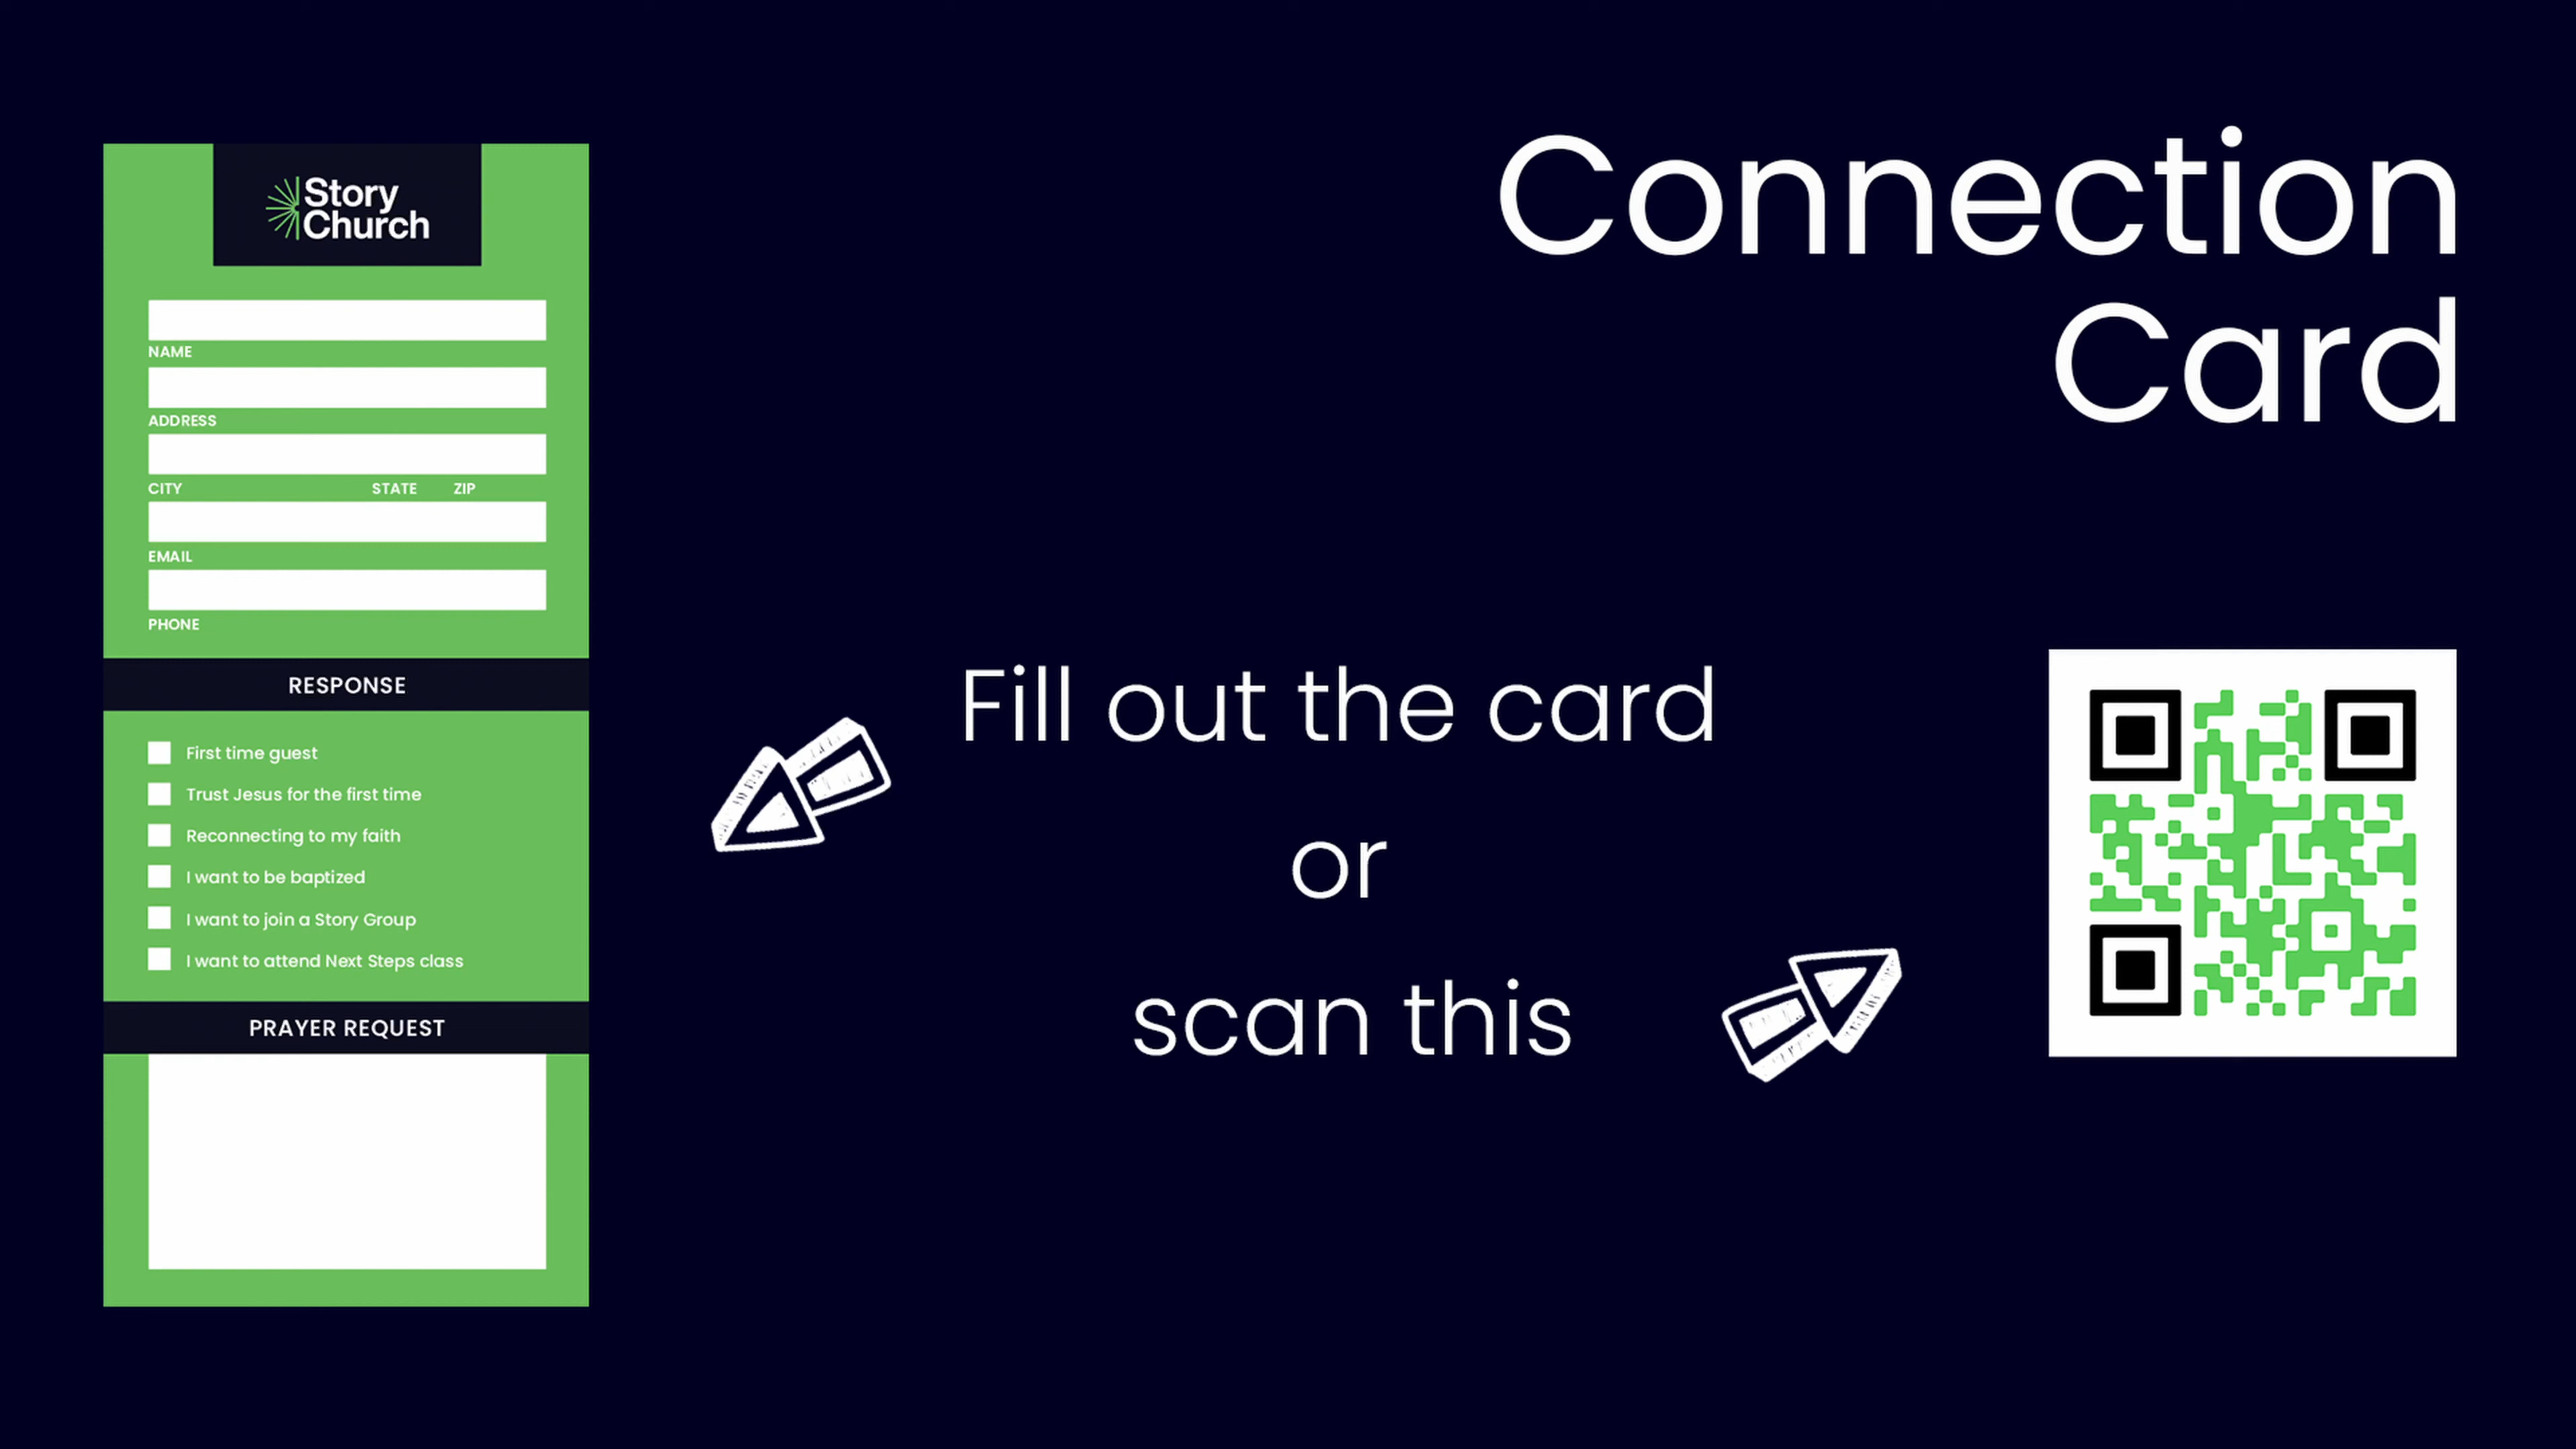 Story
Church
NAME
ADDRESS
CITY STATE ZIP
EMAIL
PHONE
RESPONSE
First time guest
Trust Jesus for the first time
Reconnecting to my faith
I want to be baptized
I want to join a Story Group
I want to attend Next Steps class
PRAYER REQUEST
Connection
Card
Fill out the card
or
scan this